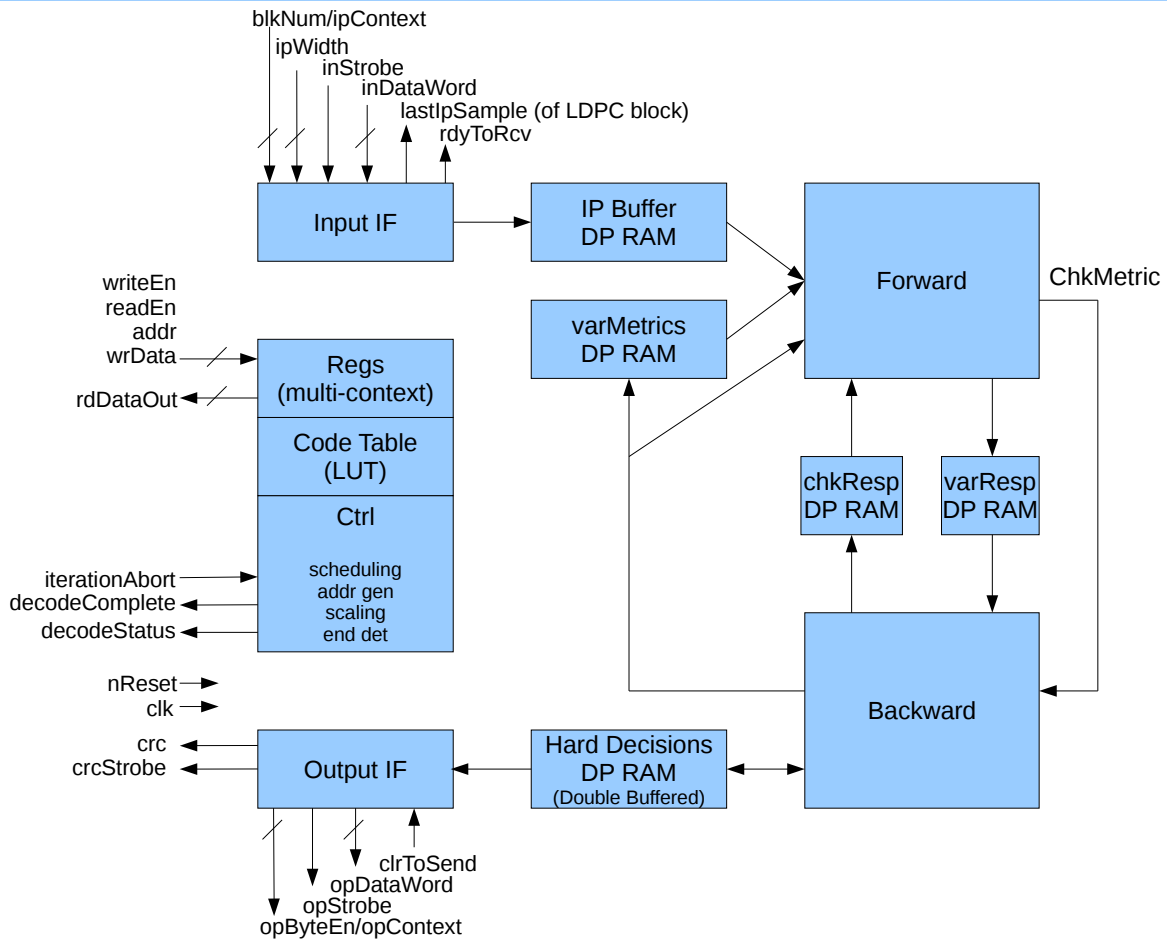 blkNum/ipContext
ipWidth
inStrobe
inDataWord
lastIpSample (of LDPC block)
rdyToRcv
Input IF
IP Buffer
DP RAM
Forward
ChkMetric
varMetrics
DP RAM
writeEn
readEn
addr
wrData
rdDataOut
Regs
(multi-context)
Code Table
(LUT)
Ctrl
scheduling
addr gen
scaling
end det
iterationAbort
decodeComplete
decodeStatus
chkResp
DP RAM
varResp
DP RAM
nReset
clk
crc
crcStrobe
Output IF
Hard Decisions
DP RAM
(Double Buffered)
Backward
clrToSend
opDataWord
opStrobe
opByteEn/opContext